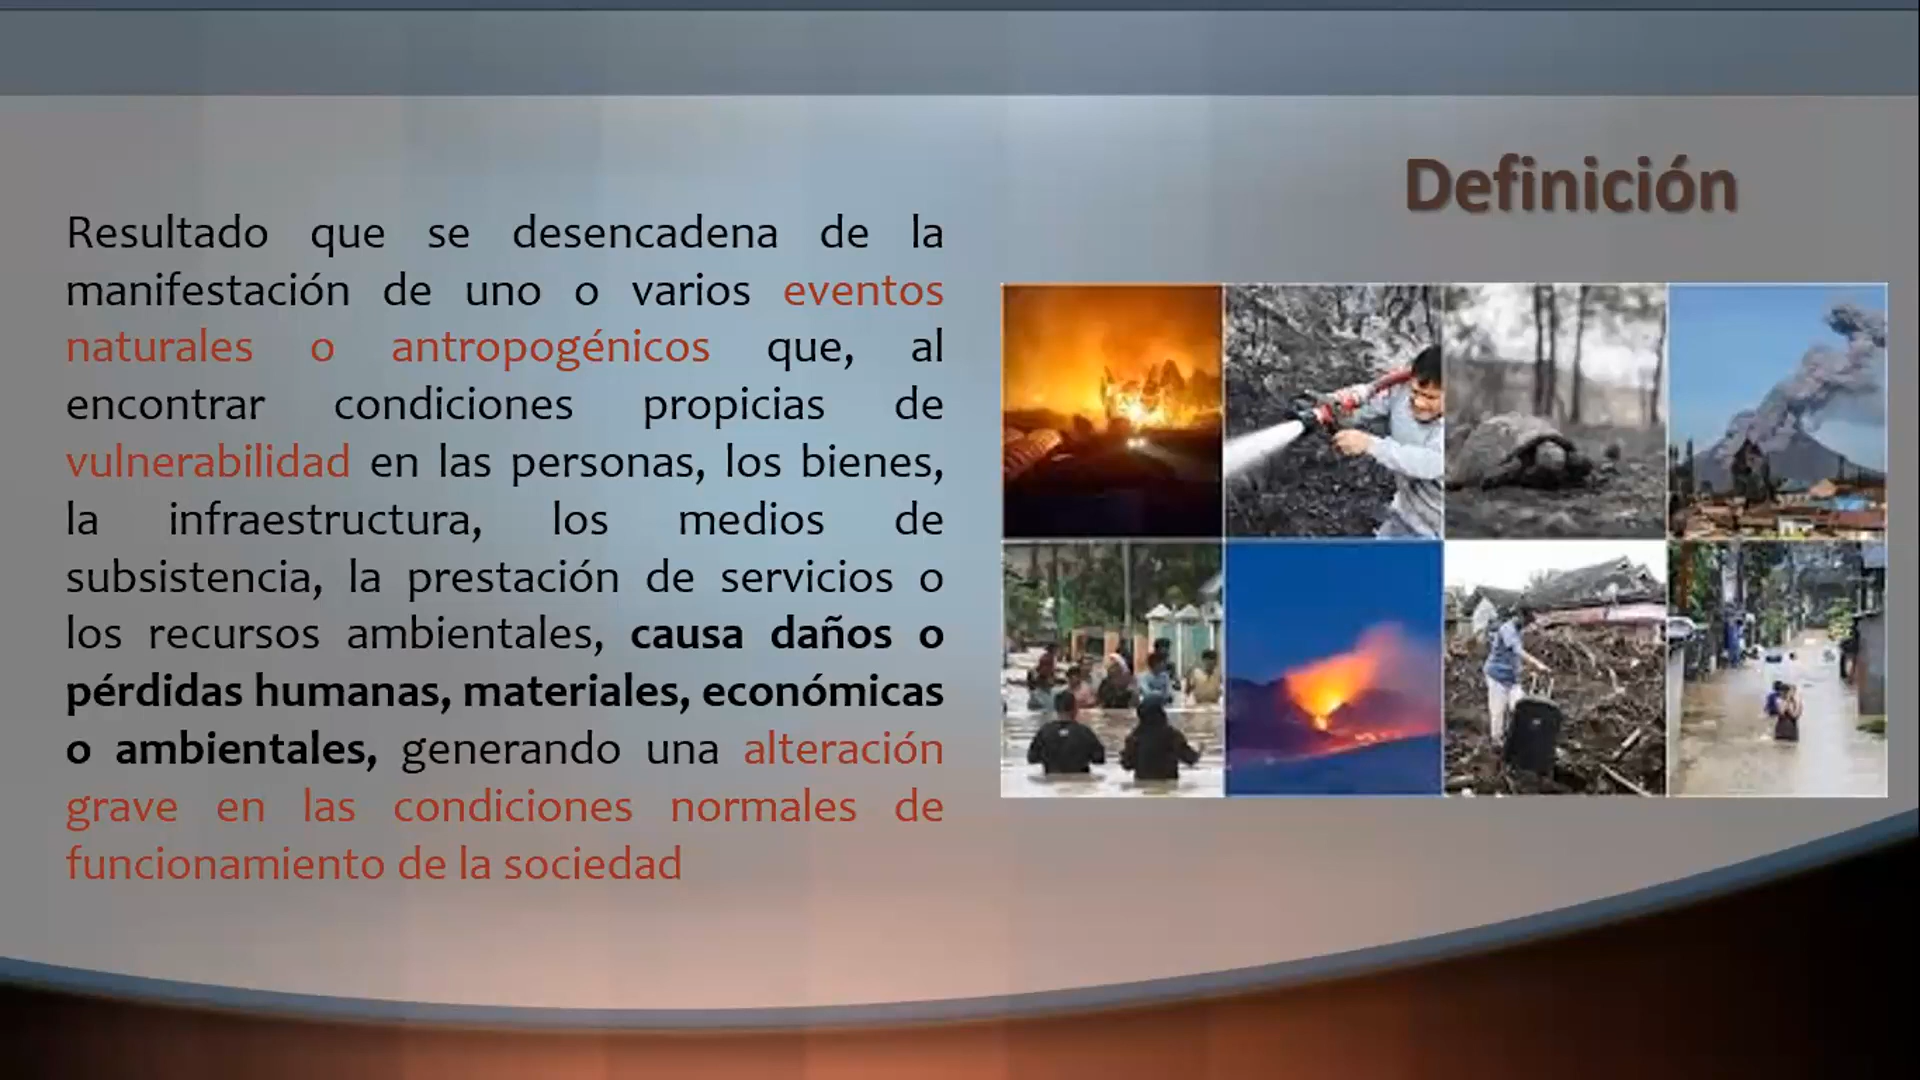 Definición
Resultado que se desencadena de la
manifestación de uno o varios eventos
naturales o antropogénicos que, al
encontrar condiciones propicias de
vulnerabilidad en las personas, los bienes,
la infraestructura, los medios de
subsistencia, la prestación de servicios o
los recursos ambientales, causa daños o
pérdidas humanas, materiales, económicas
o ambientales, generando una alteración
grave en las condiciones normales de
funcionamiento de la sociedad